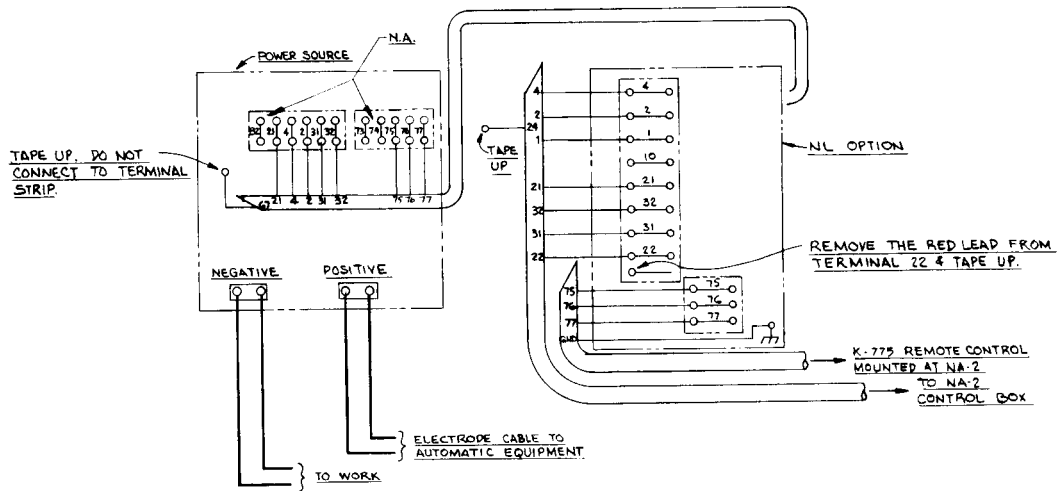 N.A.
POWER SOURCE
TAPE UP. DO NOT
CONNECT TO TERMINAL
STRIP.
32 21 4 2 31 32
73 74 75 76 77
67 21 4 2 31 32 75 76 77
NEGATIVE
POSITIVE
ELECTRODE CABLE TO
AUTOMATIC EQUIPMENT
TO WORK
TAPE
UP
4
2
24
1
21
32
31
22
75
76
77
GND
4
2
1
10
21
32
31
22
75
76
77
NL OPTION
REMOVE THE RED LEAD FROM
TERMINAL 22 & TAPE UP.
K-775 REMOTE CONTROL
MOUNTED AT NA-2
TO NA-2
CONTROL BOX